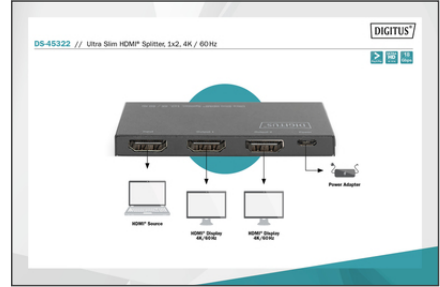 DIGITUS®
DS-45322 // Ultra Slim HDMI® Splitter, 1x2, 4K / 60Hz
DIGITUS
Power Adapter
HDMI® Source
HDMI® Display
4K/60Hz
HDMI® Display
4K/60Hz